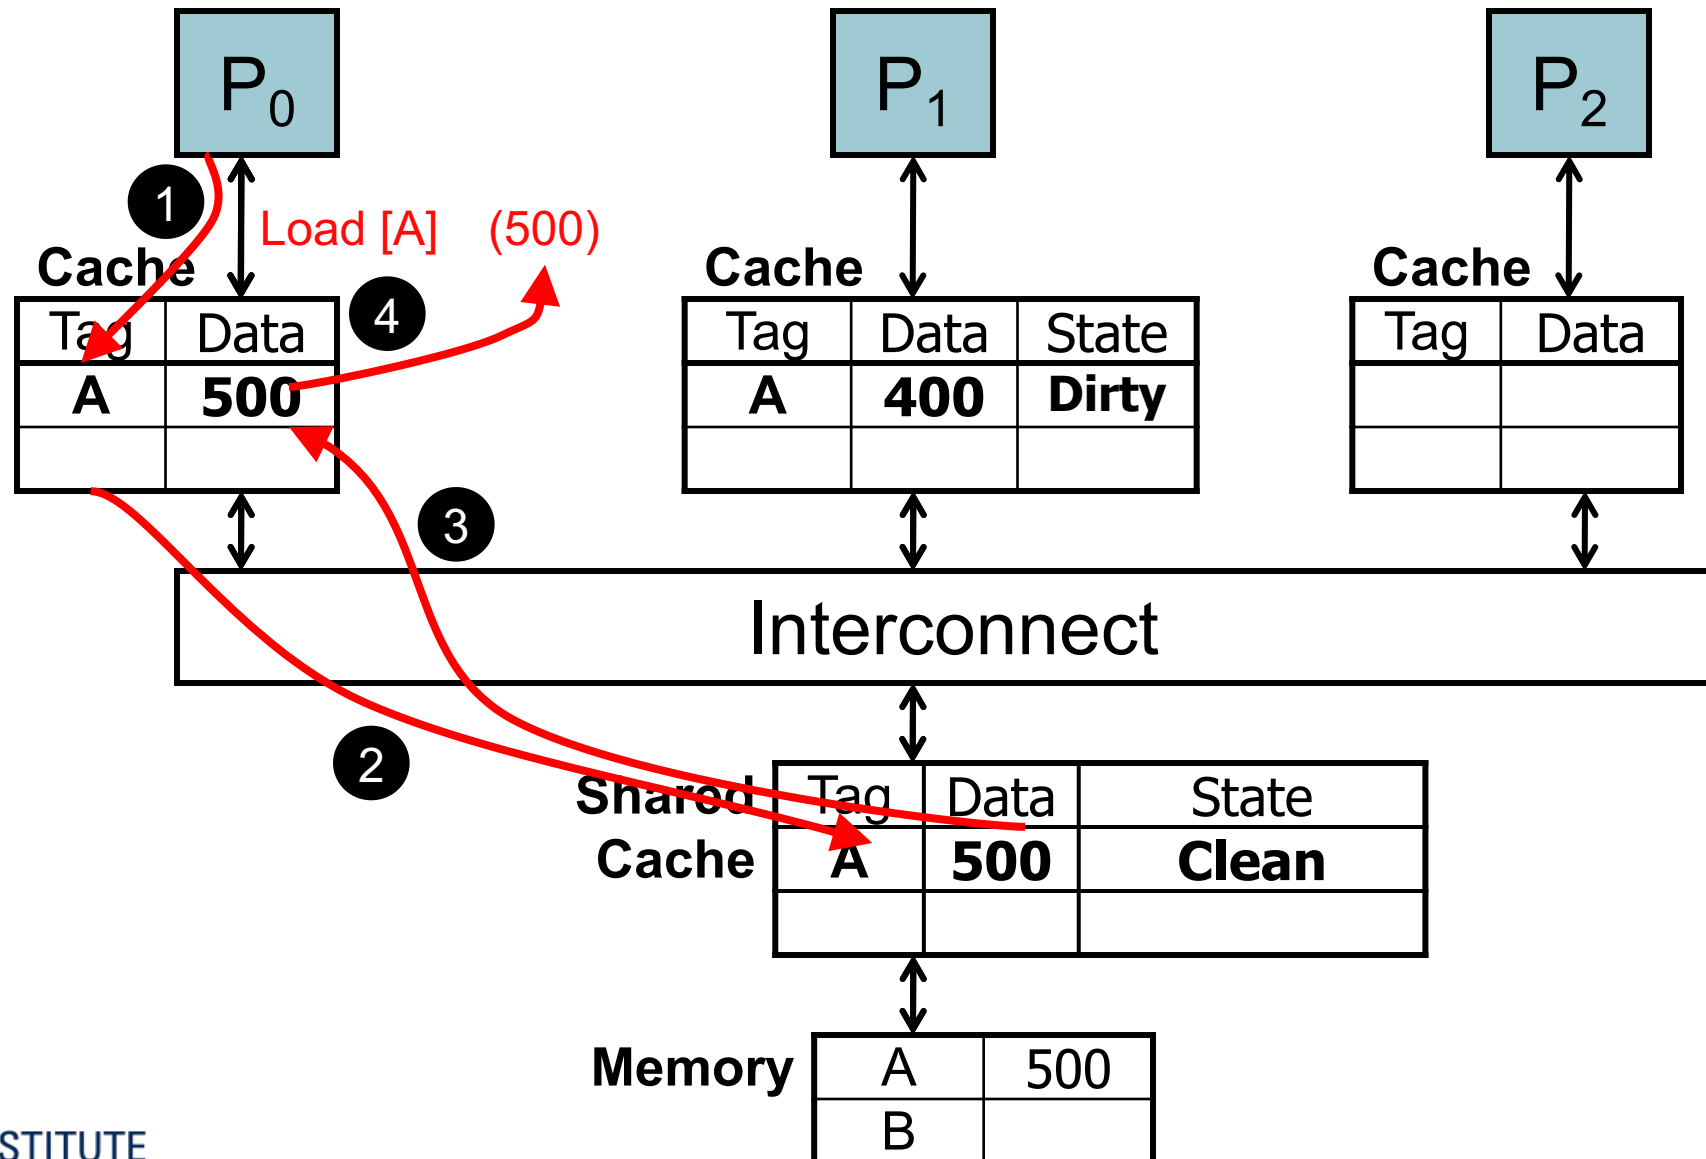 P0 P1 P2
1
Load [A] (500)
Cache Cache Cache
4
Tag Data Tag Data State Tag Data
A 500 A 400 Dirty
3
Interconnect
2
Shared Tag Data State
Cache A 500 Clean
Memory A 500
B
STITUTE